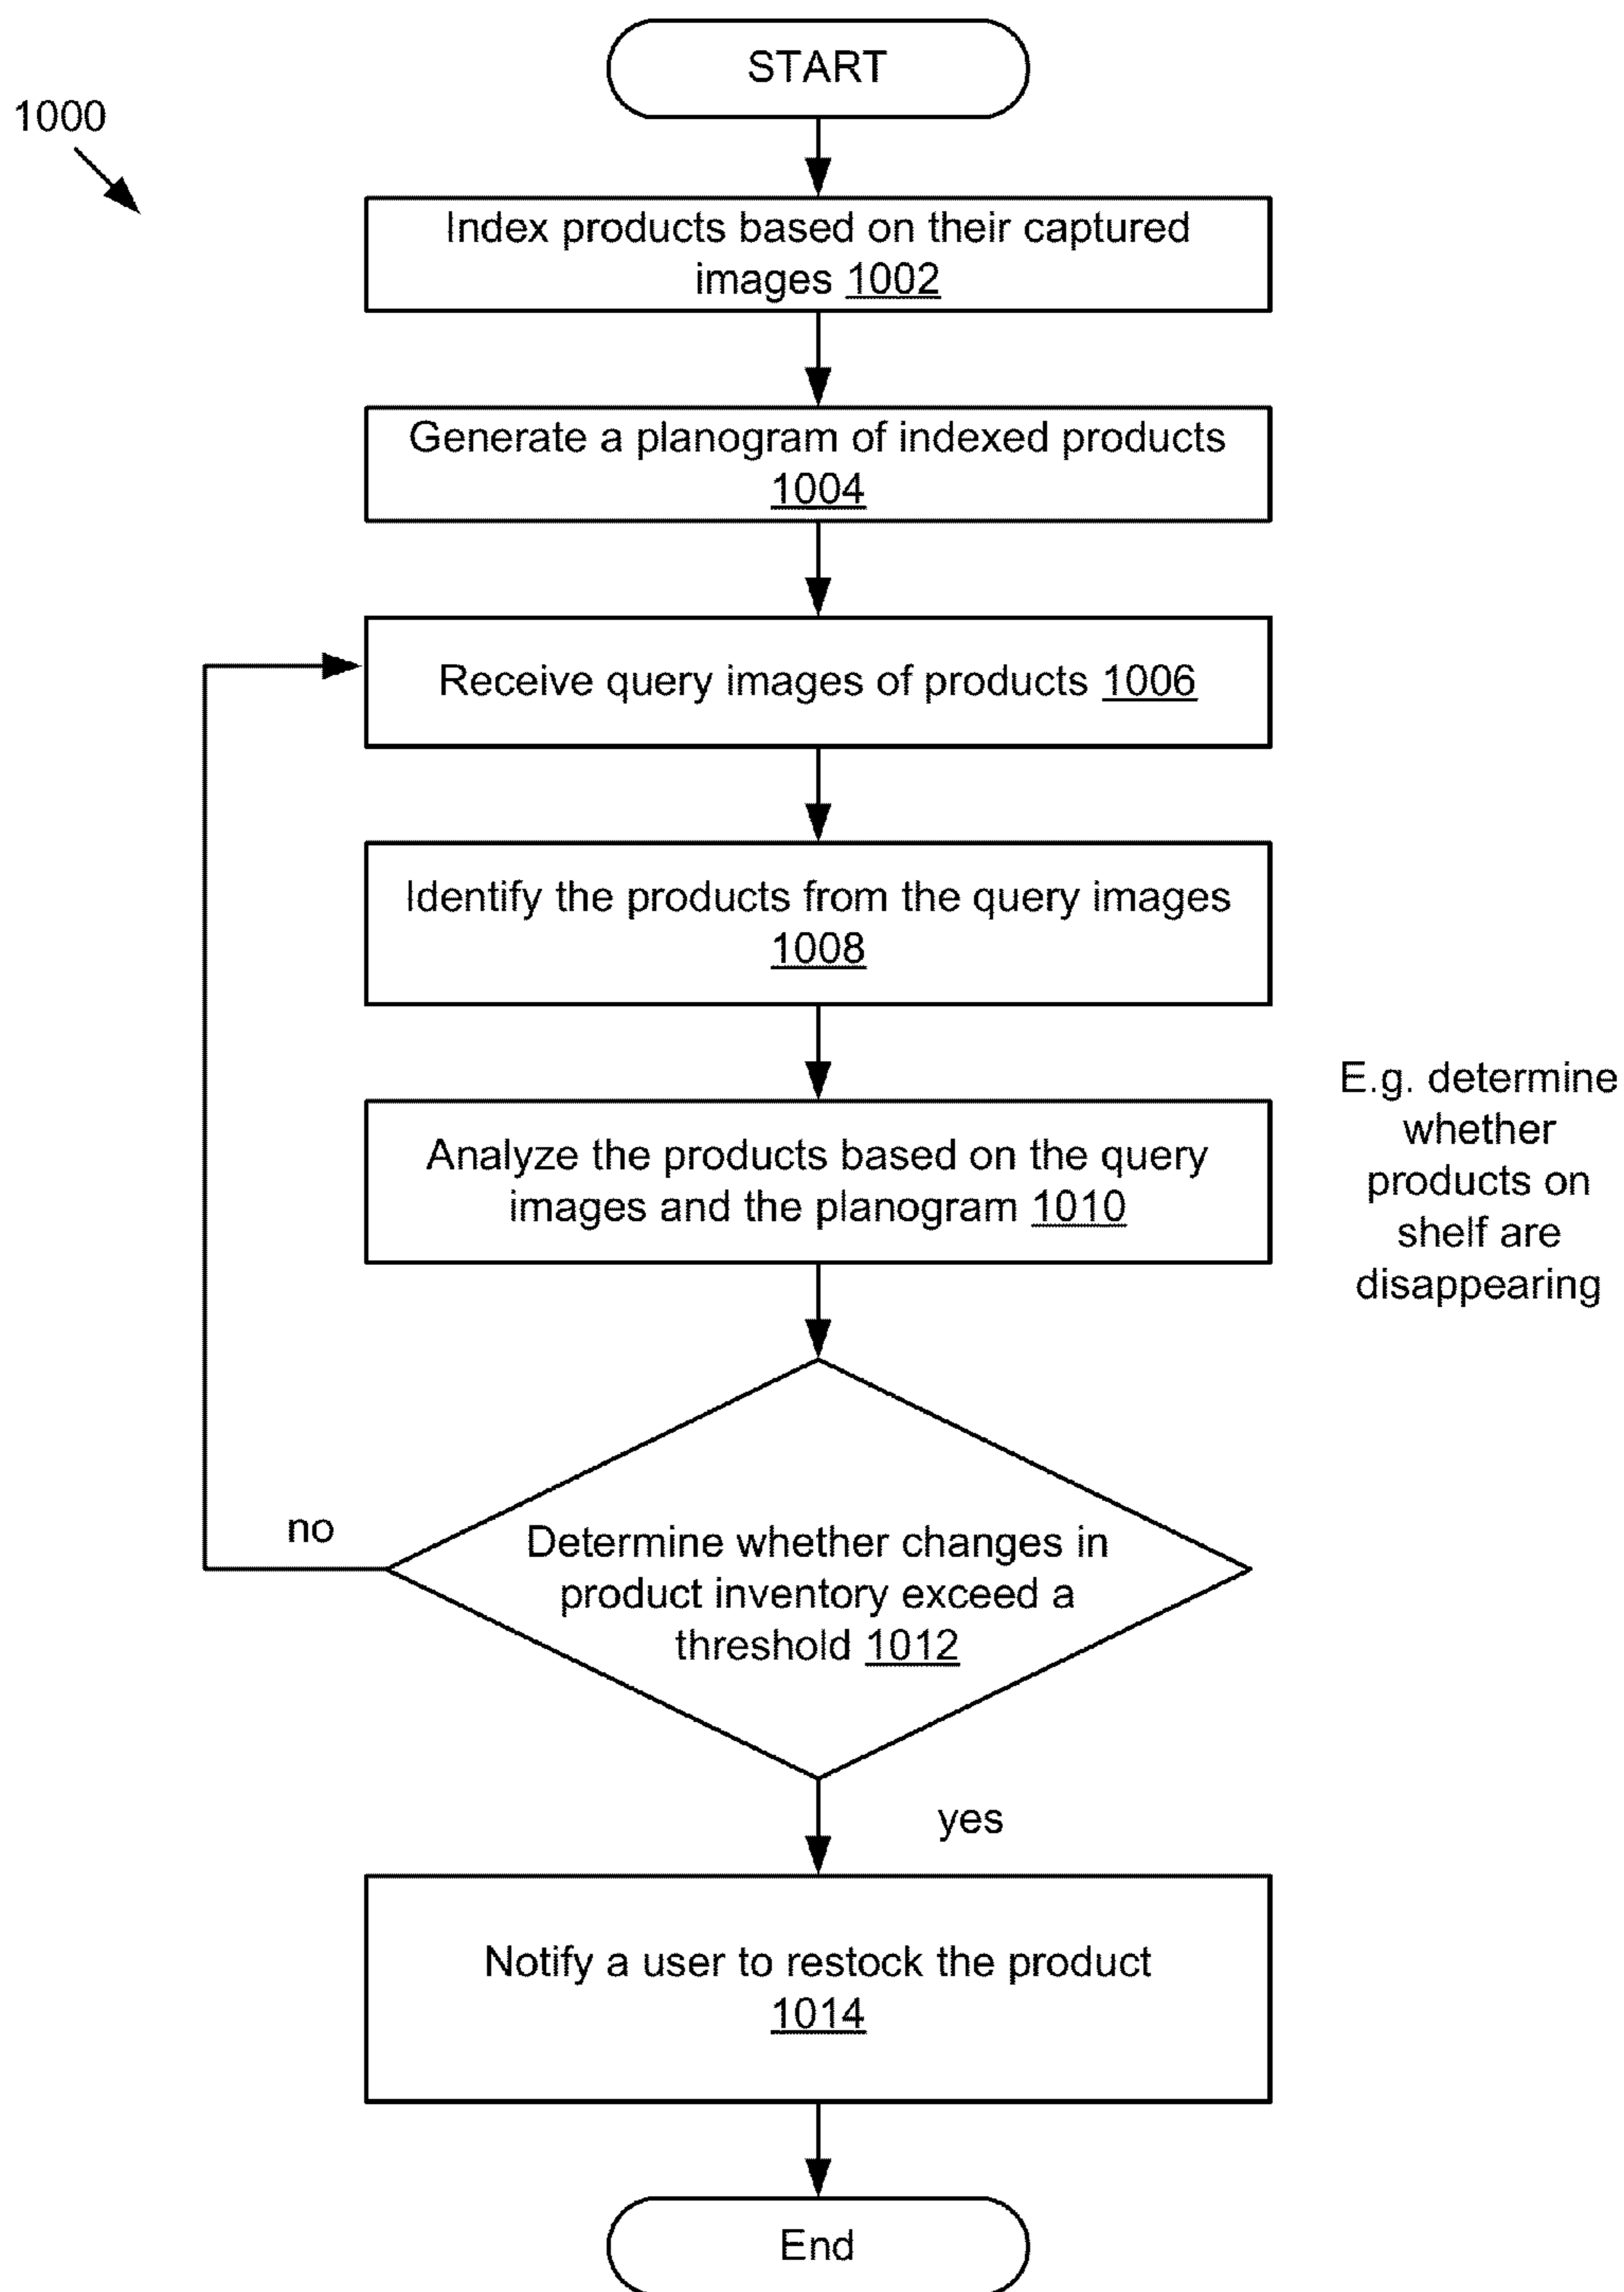 START
1000
Index products based on their captured
images 1002
Generate a planogram of indexed products
1004
Receive query images of products 1006
Identify the products from the query images
1008
Analyze the products based on the query
images and the planogram 1010
E.g. determine
whether
products on
shelf are
disappearing
no
Determine whether changes in
product inventory exceed a
threshold 1012
yes
Notify a user to restock the product
1014
End